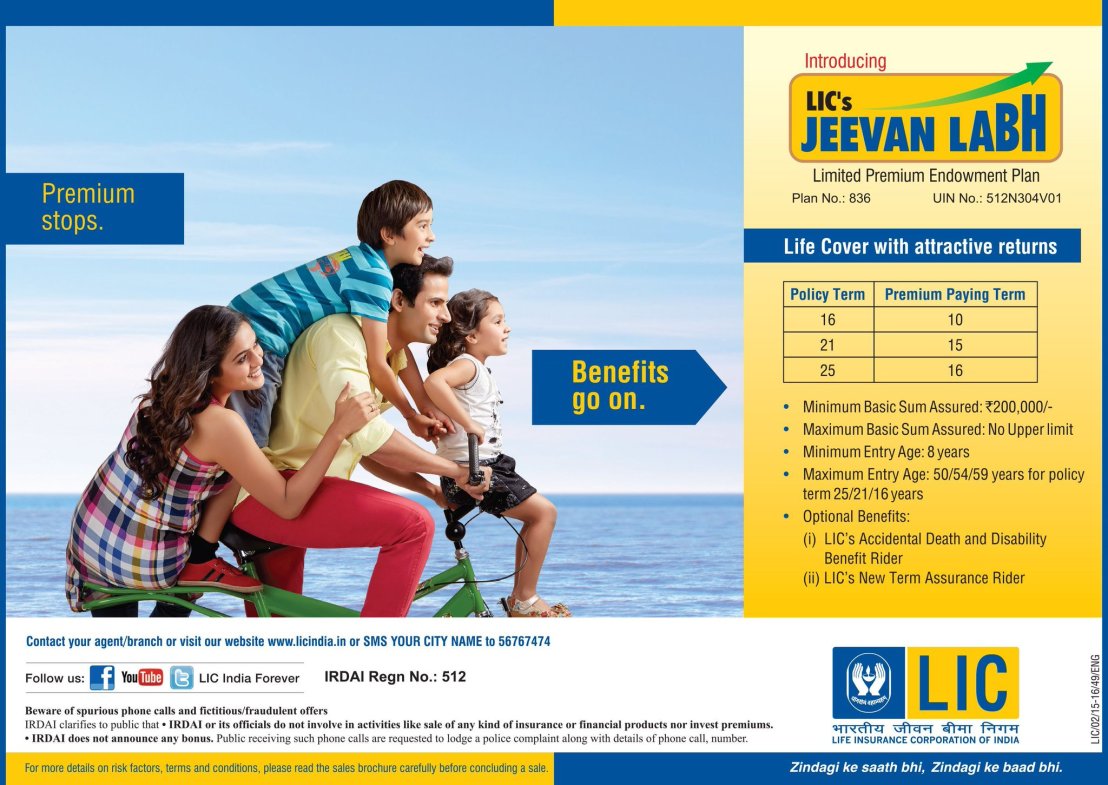 Premium
stops.
Benefits
go on.
Introducing
LIC's
JEEVAN LABH
Limited Premium Endowment Plan
Plan No.: 836 UIN No.: 512N304V01
Life Cover with attractive returns
Policy Term Premium Paying Term
16 10
21 15
25 16
• Minimum Basic Sum Assured: ₹200,000/-
• Maximum Basic Sum Assured: No Upper limit
• Minimum Entry Age: 8 years
• Maximum Entry Age: 50/54/59 years for policy
term 25/21/16 years
• Optional Benefits:
(i) LIC's Accidental Death and Disability
Benefit Rider
(ii) LIC's New Term Assurance Rider
Contact your agent/branch or visit our website www.licindia.in or SMS YOUR CITY NAME to 56767474
Follow us: f YouTube t LIC India Forever IRDAI Regn No.: 512
Beware of spurious phone calls and fictitious/fraudulent offers
IRDAI clarifies to public that • IRDAI or its officials do not involve in activities like sale of any kind of insurance or financial products nor invest premiums.
• IRDAI does not announce any bonus. Public receiving such phone calls are requested to lodge a police complaint along with details of phone call, number.
LIC
भारतीय जीवन बीमा निगम
LIFE INSURANCE CORPORATION OF INDIA
LIC/02/15-16/49/ENG
For more details on risk factors, terms and conditions, please read the sales brochure carefully before concluding a sale.
Zindagi ke saath bhi, Zindagi ke baad bhi.